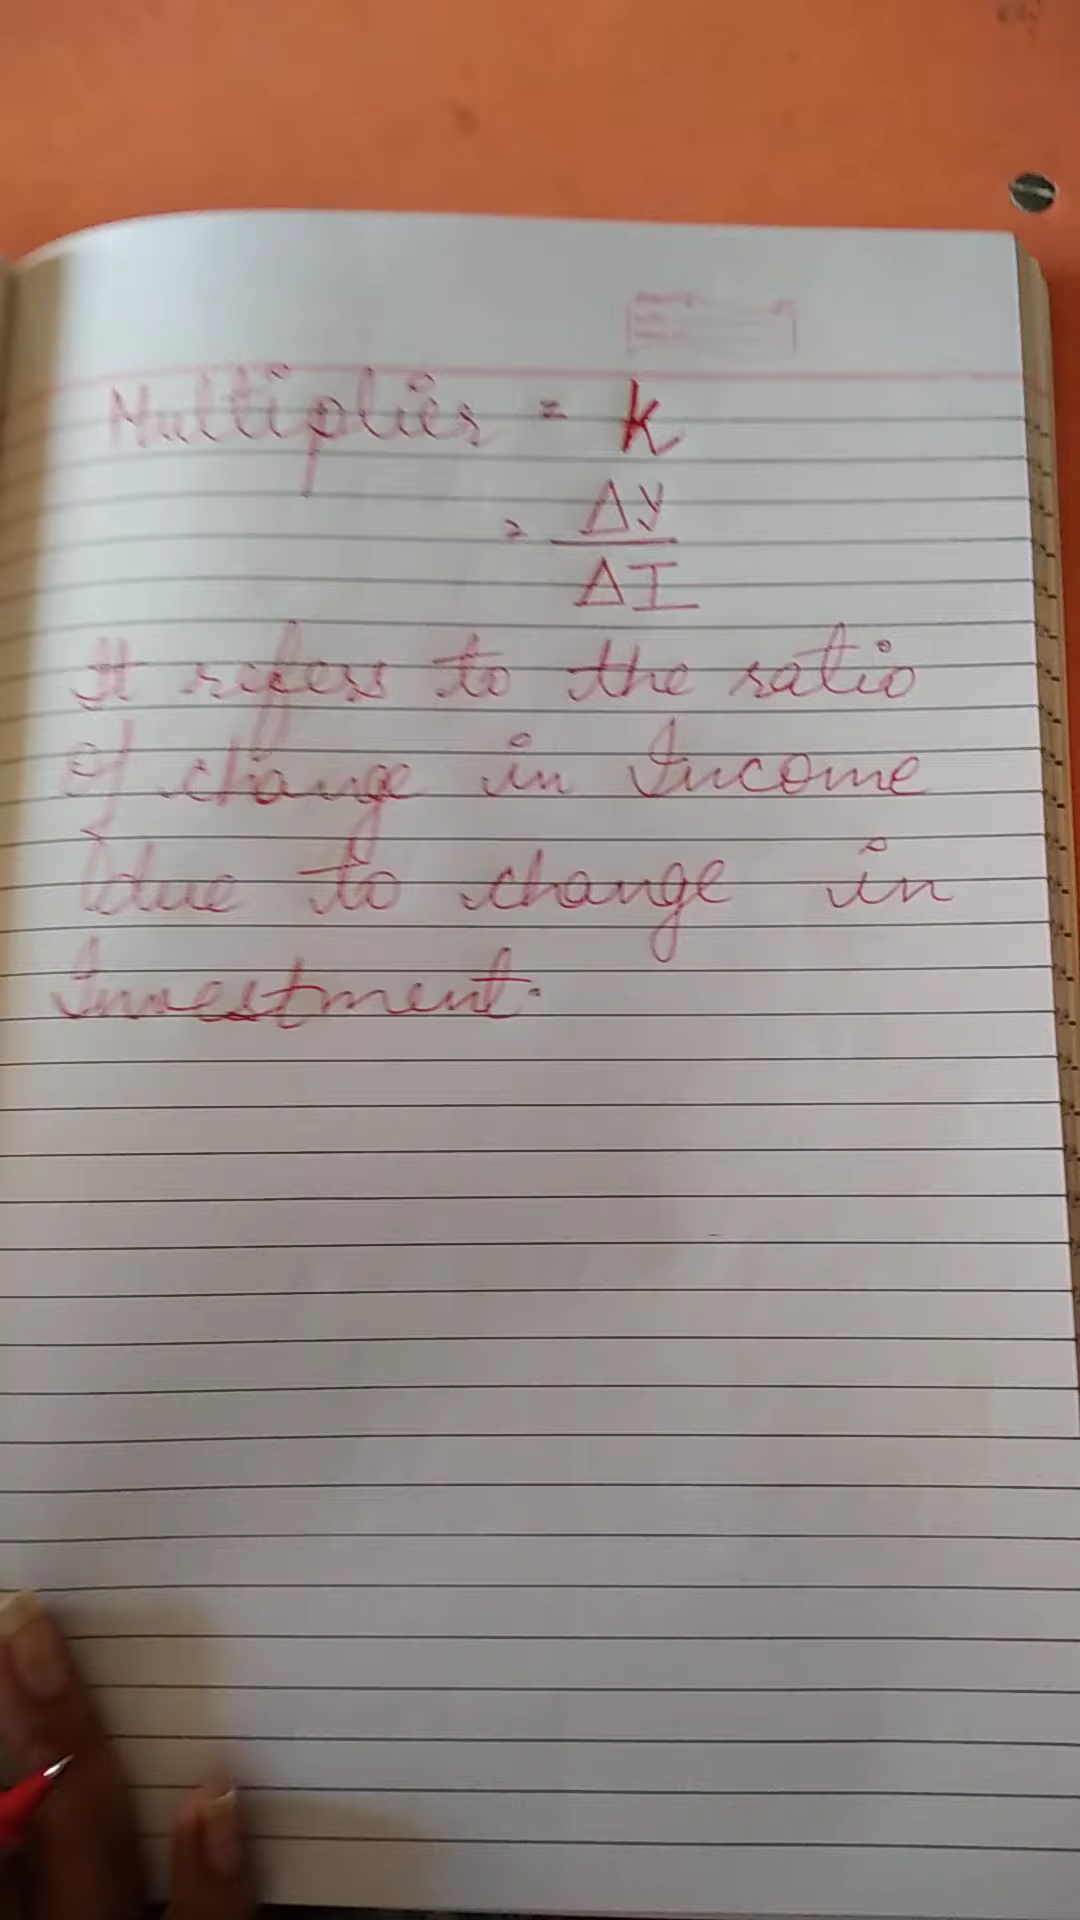 Multiplier = k
= ΔY
ΔI
It refers to the ratio
of change in Income
due to change in
Investment.